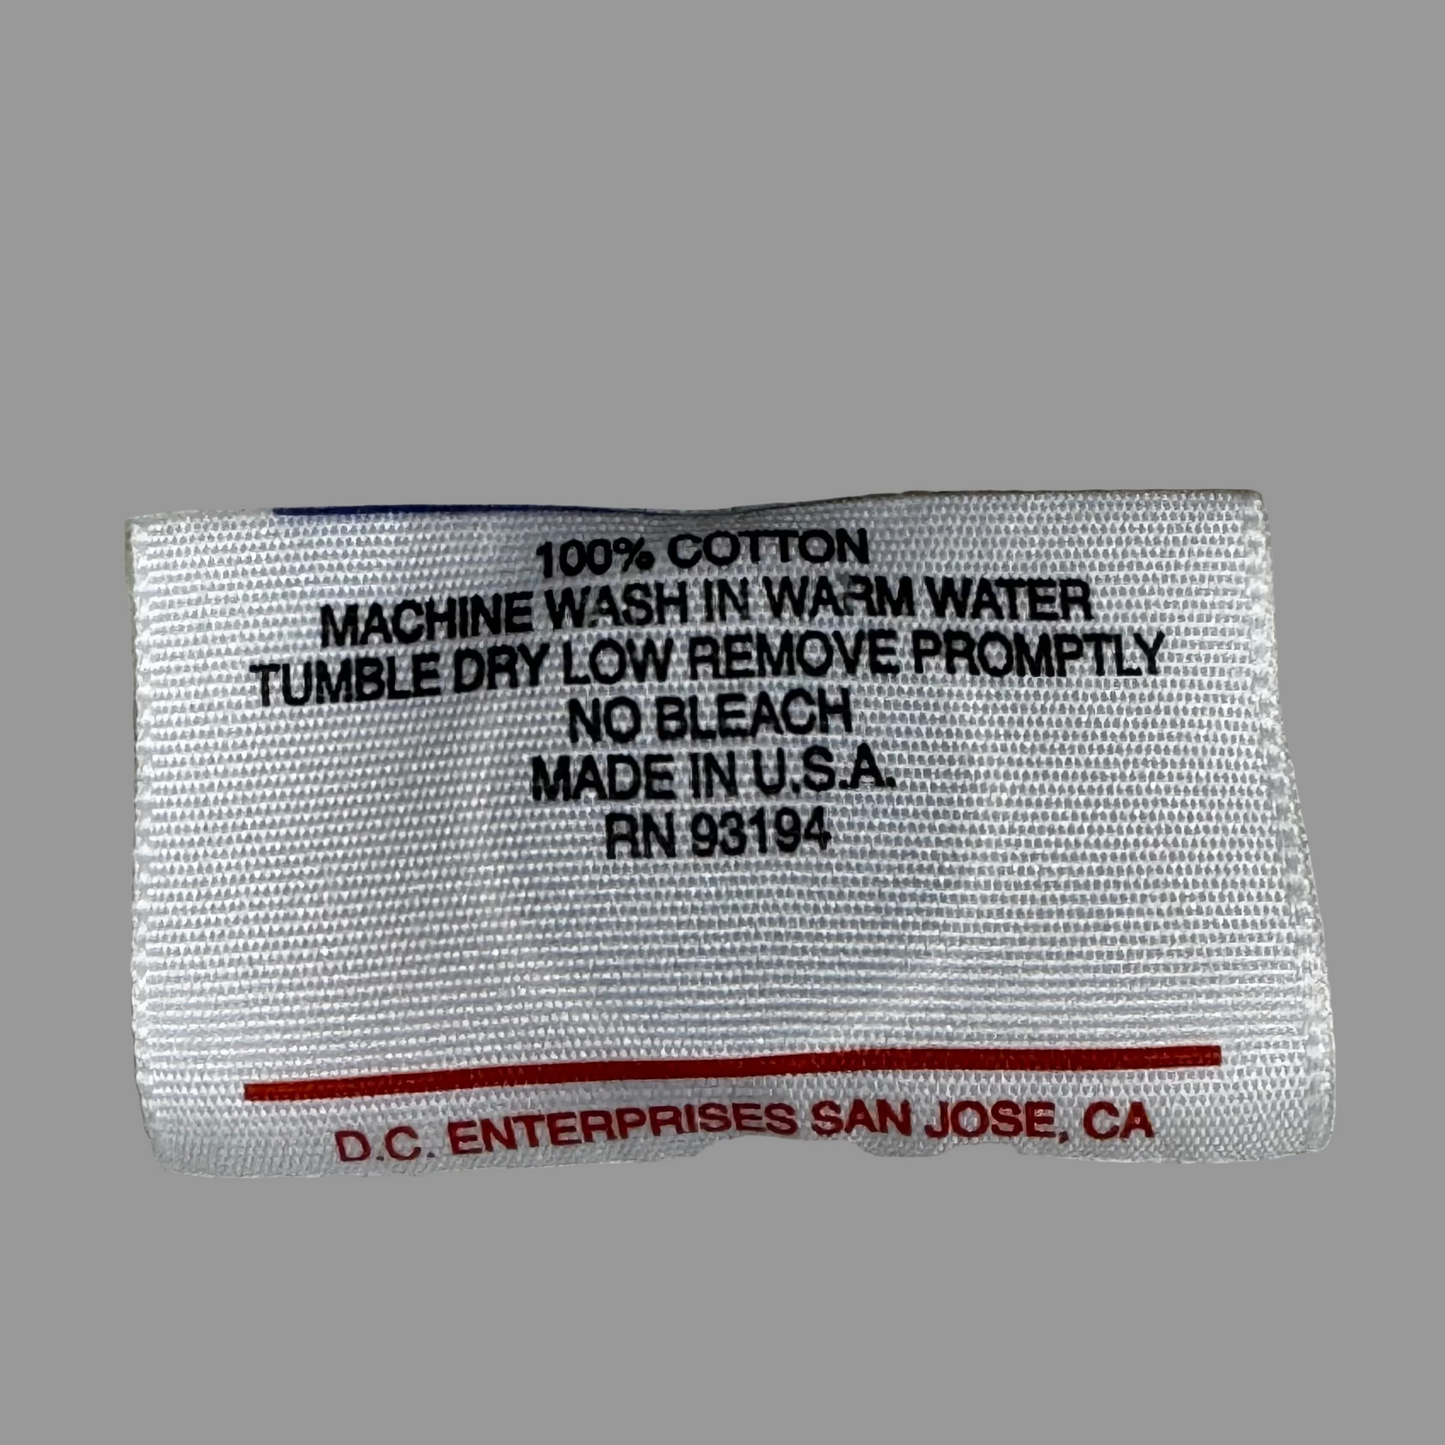 100% COTTON
MACHINE WASH IN WARM WATER
TUMBLE DRY LOW REMOVE PROMPTLY
NO BLEACH
MADE IN U.S.A.
RN 93194
D.C. ENTERPRISES SAN JOSE, CA